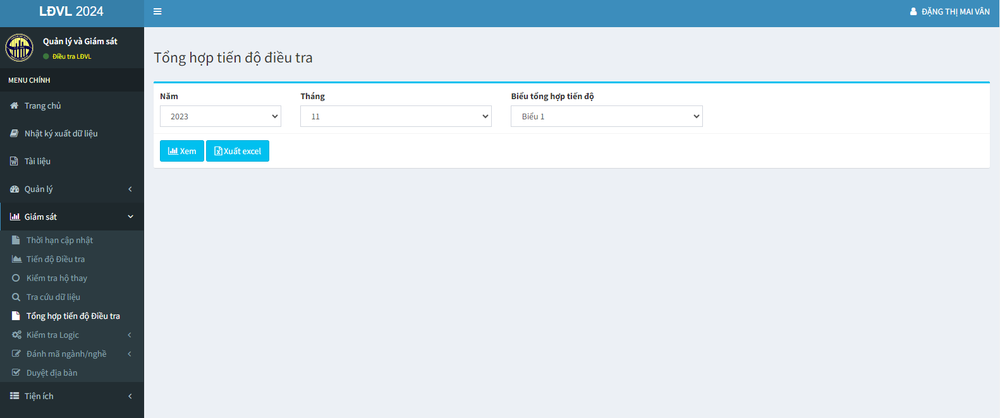 LĐVL 2024
ĐẶNG THỊ MAI VÂN
Quản lý và Giám sát
Điều tra LĐVL
MENU CHÍNH
Trang chủ
Nhật ký xuất dữ liệu
Tài liệu
Quản lý
Giám sát
Thời hạn cập nhật
Tiến độ Điều tra
Kiểm tra hộ thay
Tra cứu dữ liệu
Tổng hợp tiến độ Điều tra
Kiểm tra Logic
Đánh mã ngành/nghề
Duyệt địa bàn
Tiện ích
Tổng hợp tiến độ điều tra
Năm
2023
Tháng
11
Biểu tổng hợp tiến độ
Biểu 1
Xem
Xuất excel